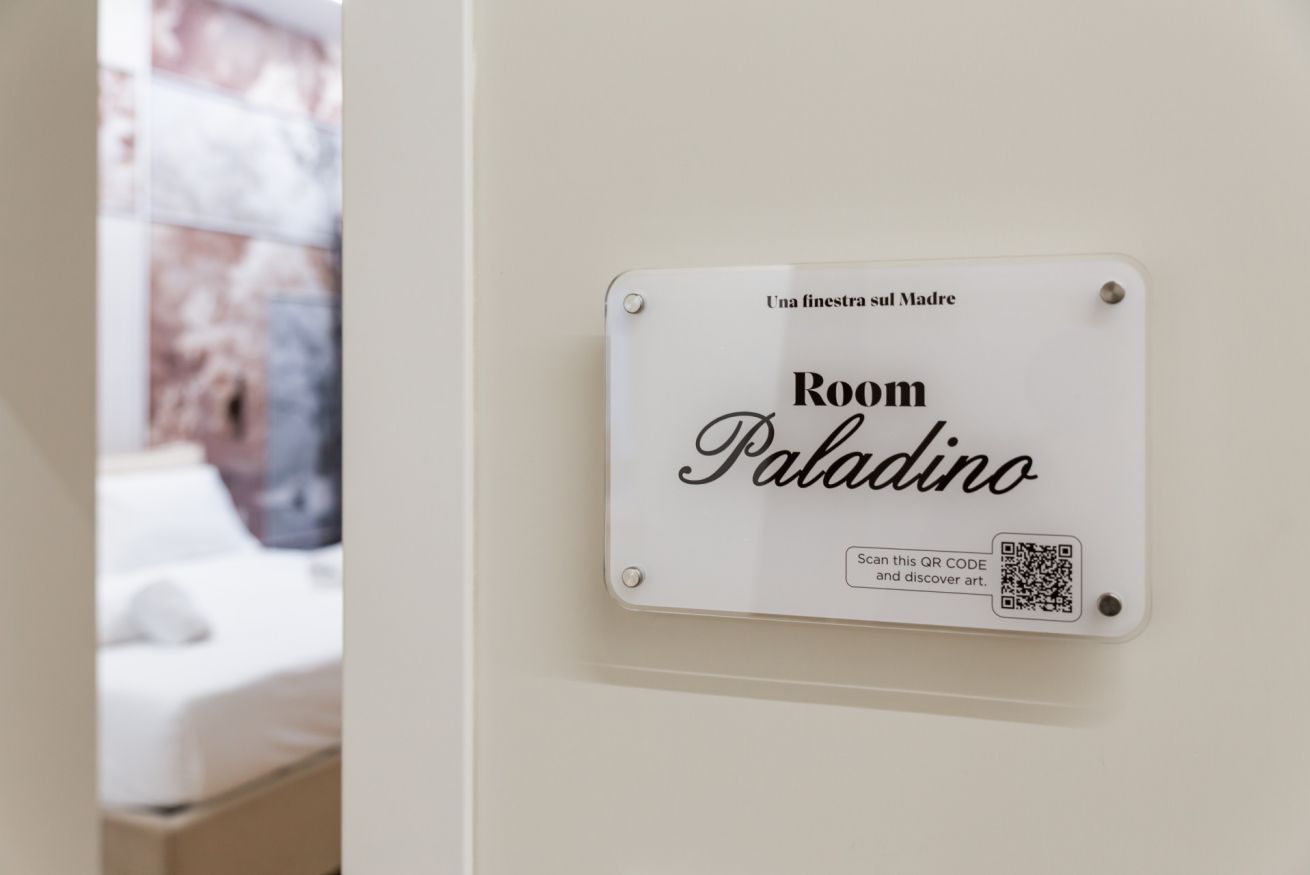 Una finestra sul Madre
Room
Paladino
Scan this QR CODE
and discover art.